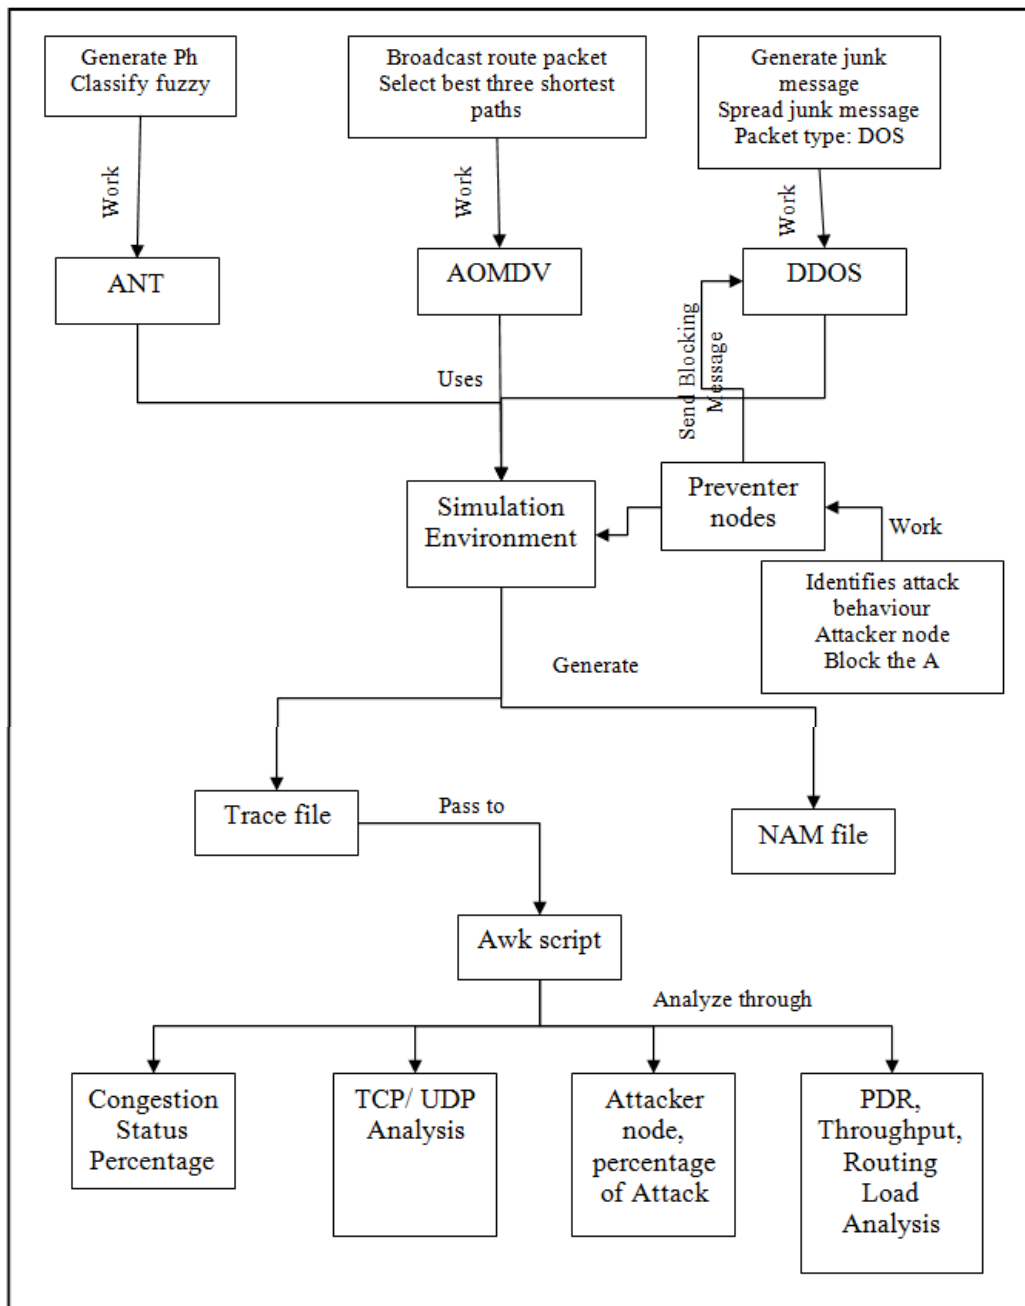 Generate Ph
Classify fuzzy
Broadcast route packet
Select best three shortest
paths
Generate junk
message
Spread junk message
Packet type: DOS
Work
Work
Work
ANT
AOMDV
DDOS
Send Blocking
Message
Uses
Simulation
Environment
Preventer
nodes
Work
Identifies attack
behaviour
Attacker node
Block the A
Generate
Trace file
Pass to
NAM file
Awk script
Analyze through
Congestion
Status
Percentage
TCP/ UDP
Analysis
Attacker
node,
percentage
of Attack
PDR,
Throughput,
Routing
Load
Analysis